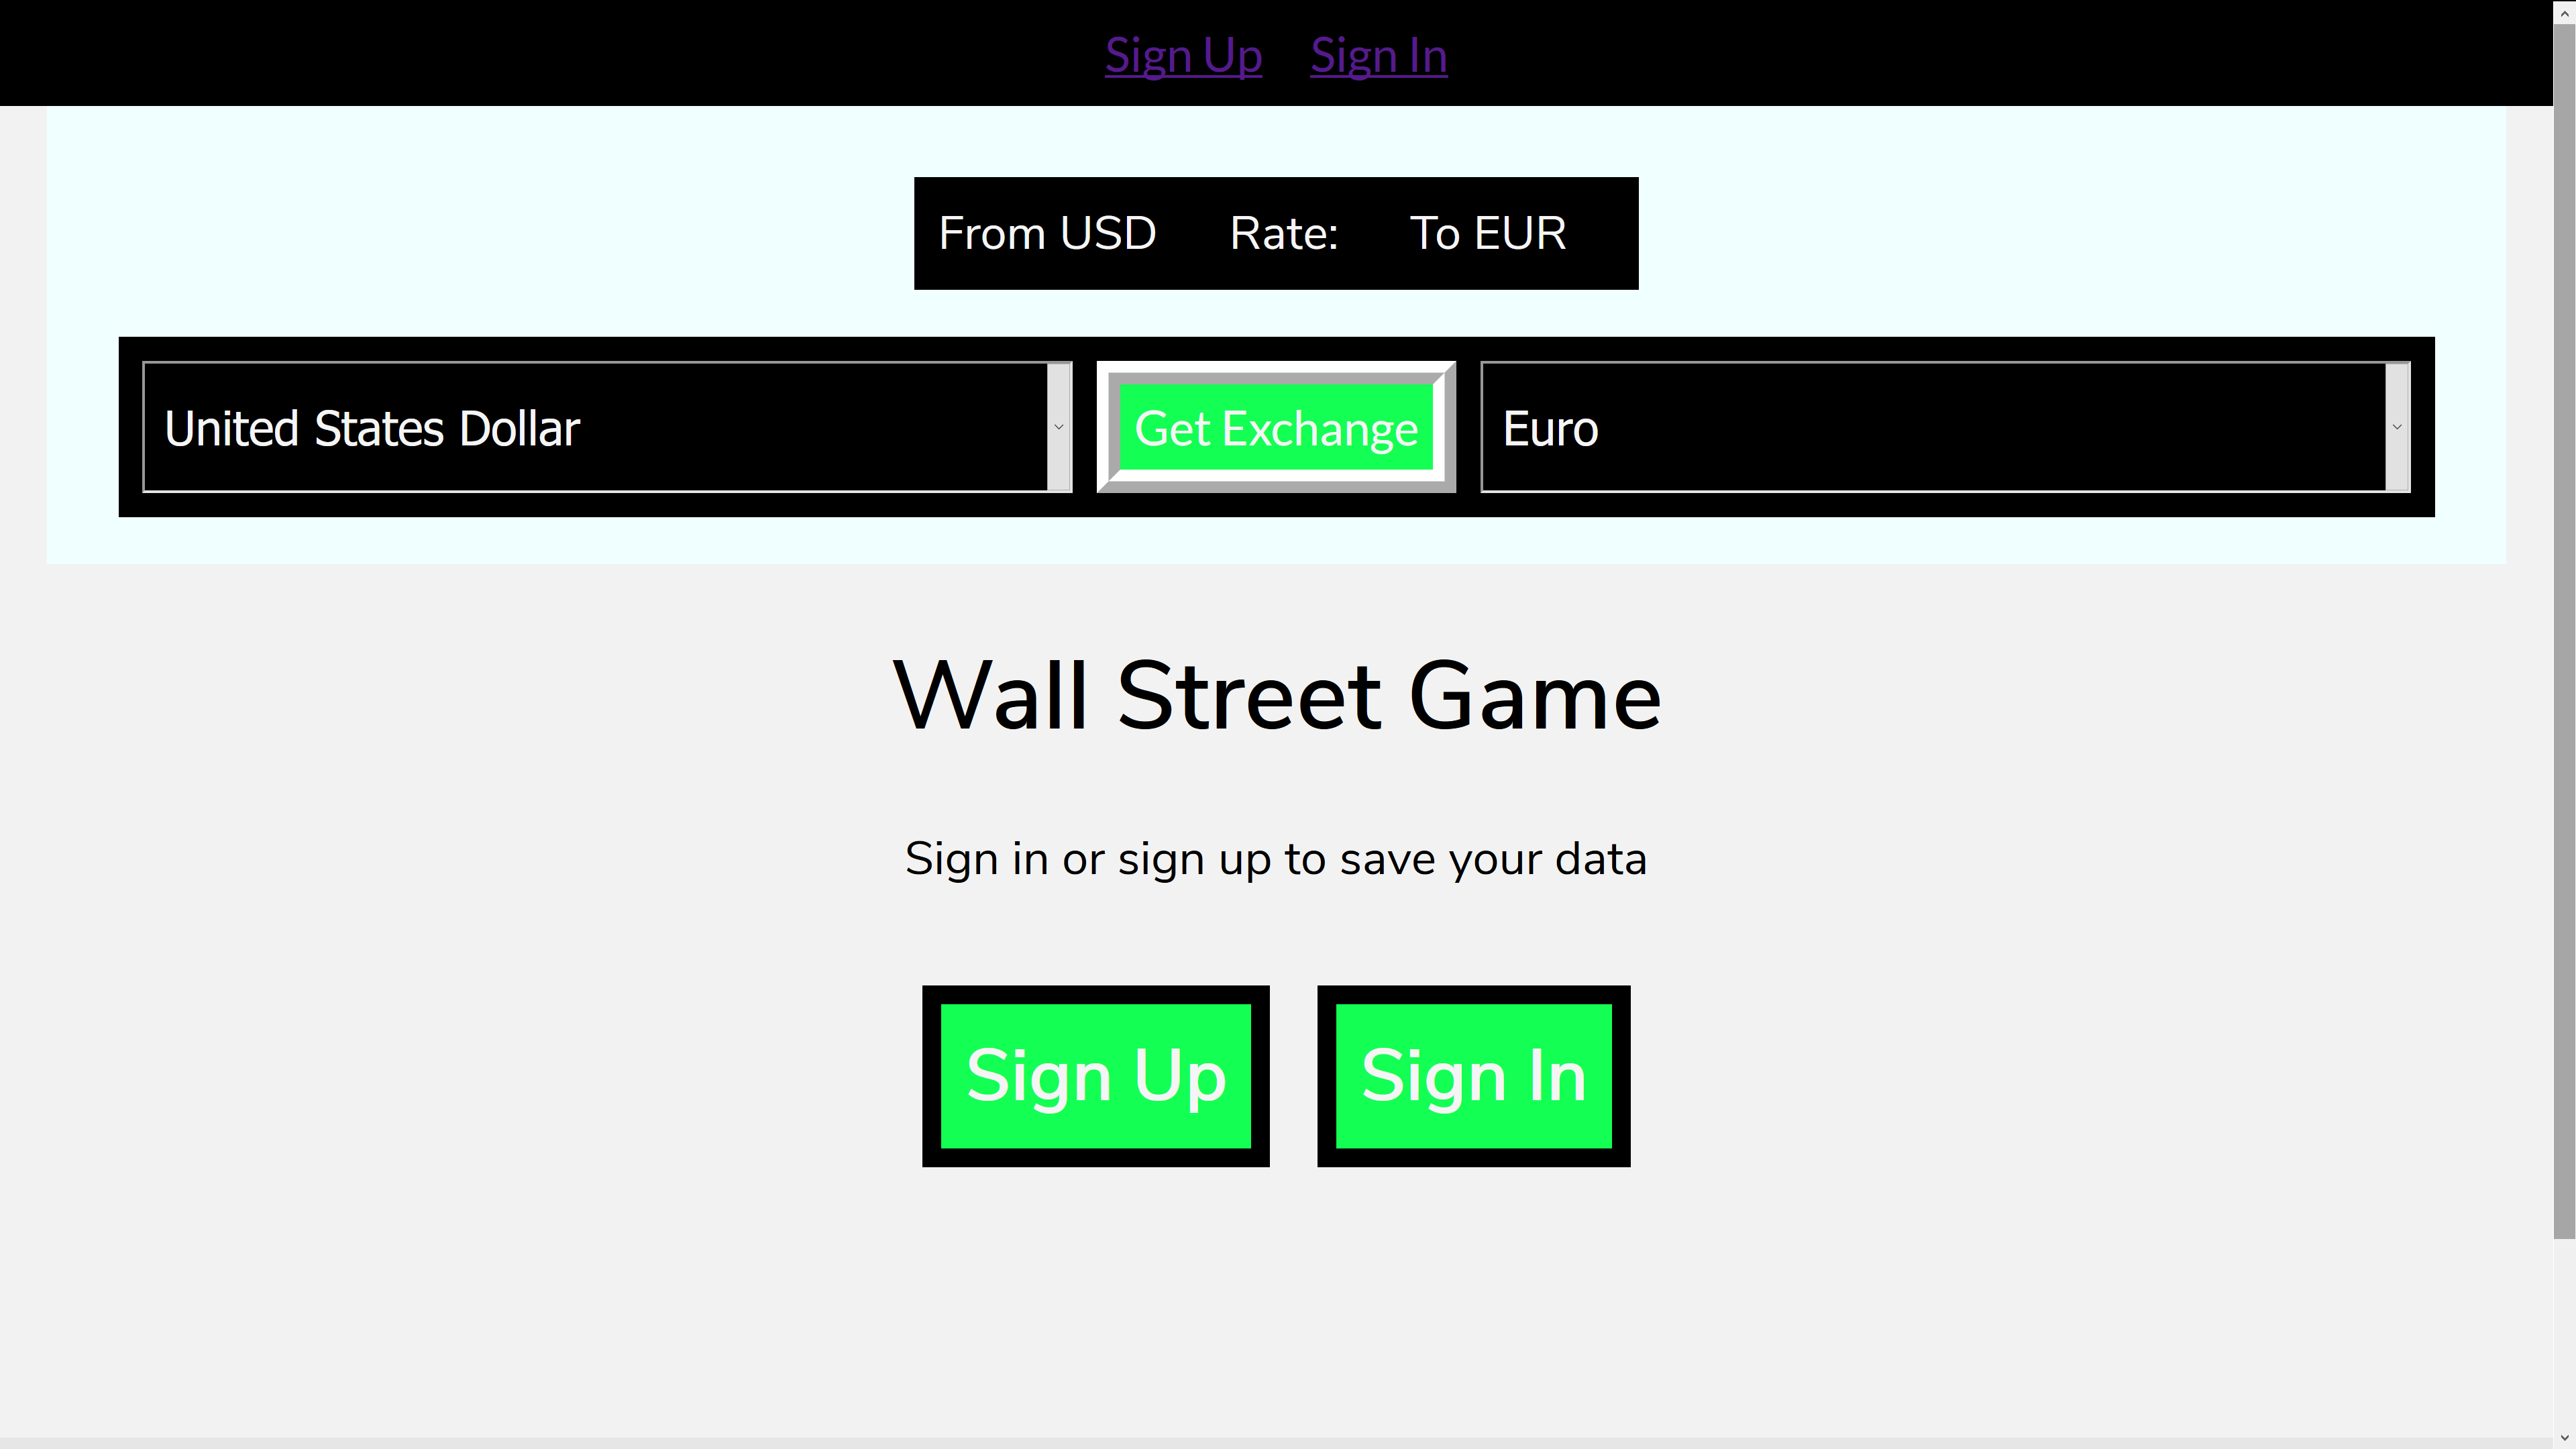 Sign Up Sign In
From USD Rate: To EUR
United States Dollar Get Exchange Euro
Wall Street Game
Sign in or sign up to save your data
Sign Up Sign In